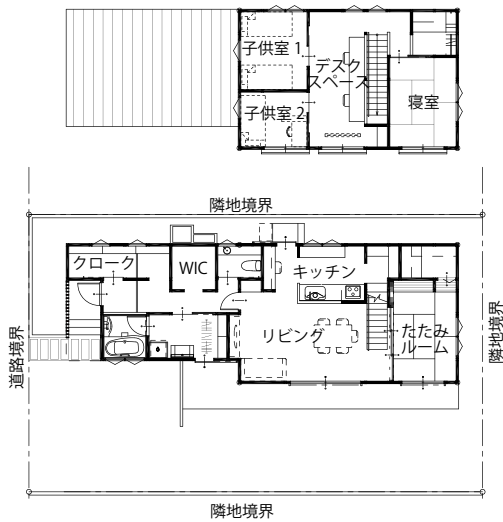 子供室 1
デスク
スペース
子供室 2
寝室
隣地境界
クローク
WIC
キッチン
リビング
たたみ
ルーム
道路境界
隣地境界
隣地境界